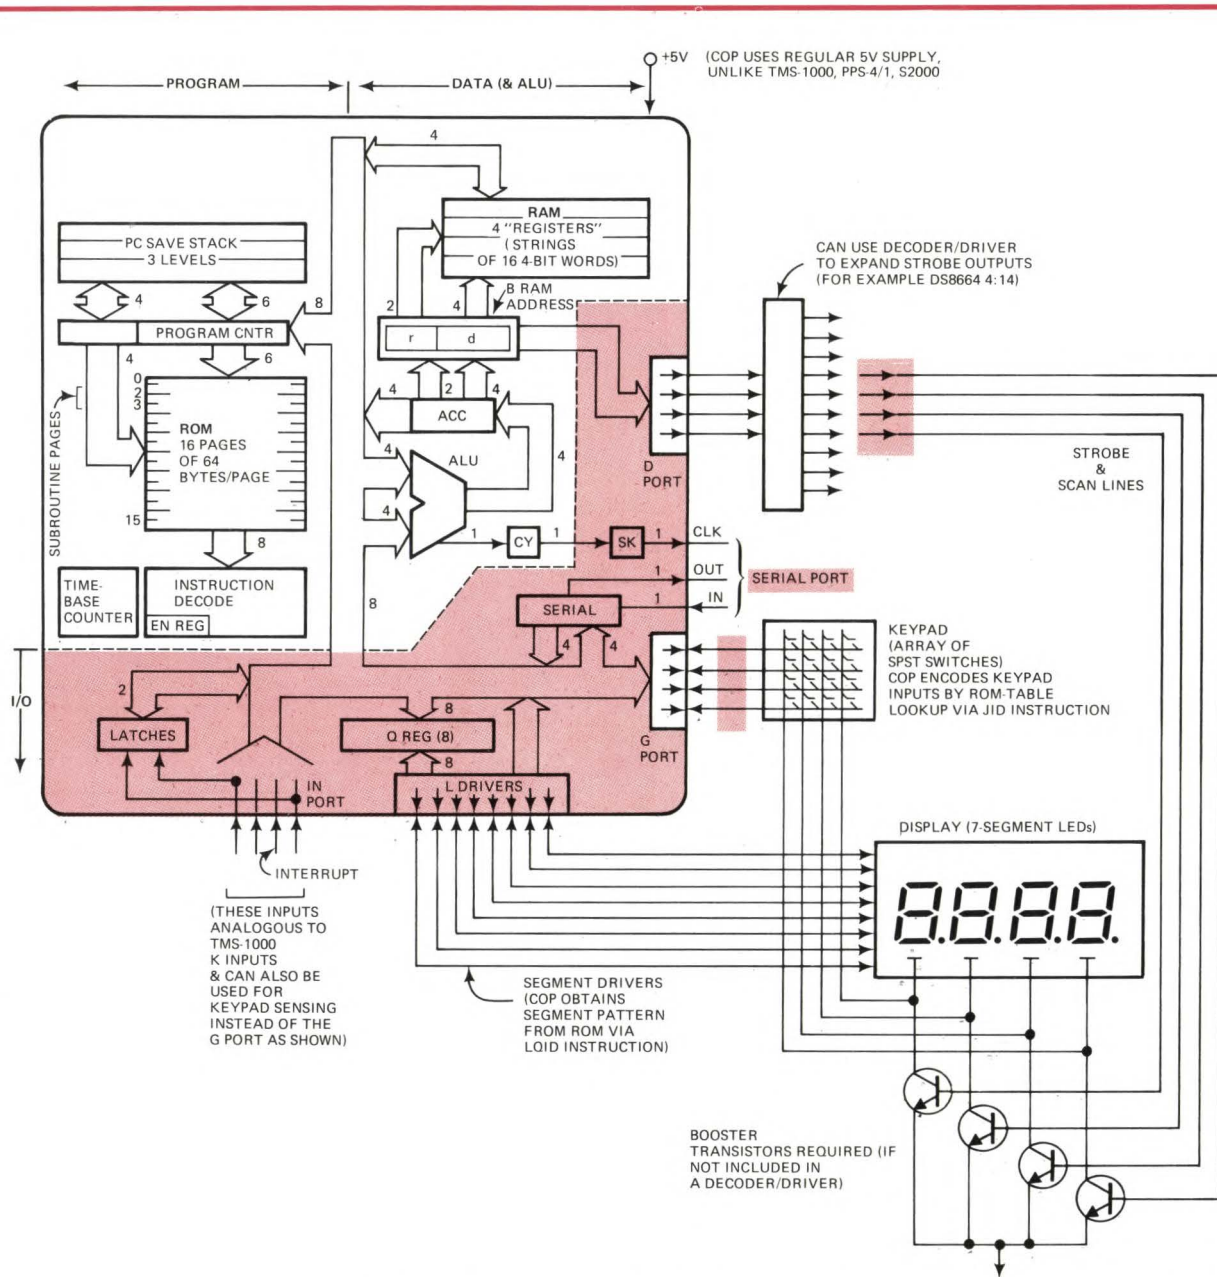 +5V (COP USES REGULAR 5V SUPPLY,
UNLIKE TMS-1000, PPS-4/1, S2000
PROGRAM
DATA (& ALU)
4
RAM
4 "REGISTERS"
(STRINGS
OF 16 4-BIT WORDS)
PC SAVE STACK
3 LEVELS
4
6
8
2
4
B RAM
ADDRESS
PROGRAM CNTR
r
d
4
6
SUBROUTINE PAGES
0
2
3
15
ROM
16 PAGES
OF 64
BYTES/PAGE
8
4
2
4
ACC
4
ALU
4
4
1
CY
1
SK
1
CLK
TIME-
BASE
COUNTER
INSTRUCTION
DECODE
EN REG
8
1
OUT
SERIAL
1
IN
SERIAL PORT
4
4
D
PORT
CAN USE DECODER/DRIVER
TO EXPAND STROBE OUTPUTS
(FOR EXAMPLE DS8664 4:14)
STROBE
&
SCAN LINES
KEYPAD
(ARRAY OF
SPST SWITCHES)
COP ENCODES KEYPAD
INPUTS BY ROM-TABLE
LOOKUP VIA JID INSTRUCTION
I/O
2
LATCHES
8
Q REG (8)
8
G
PORT
L DRIVERS
IN
PORT
INTERRUPT
(THESE INPUTS
ANALOGOUS TO
TMS-1000
K INPUTS
& CAN ALSO BE
USED FOR
KEYPAD SENSING
INSTEAD OF THE
G PORT AS SHOWN)
SEGMENT DRIVERS
(COP OBTAINS
SEGMENT PATTERN
FROM ROM VIA
LQID INSTRUCTION)
DISPLAY (7-SEGMENT LEDs)
8.8.8.8.
BOOSTER
TRANSISTORS REQUIRED (IF
NOT INCLUDED IN
A DECODER/DRIVER)